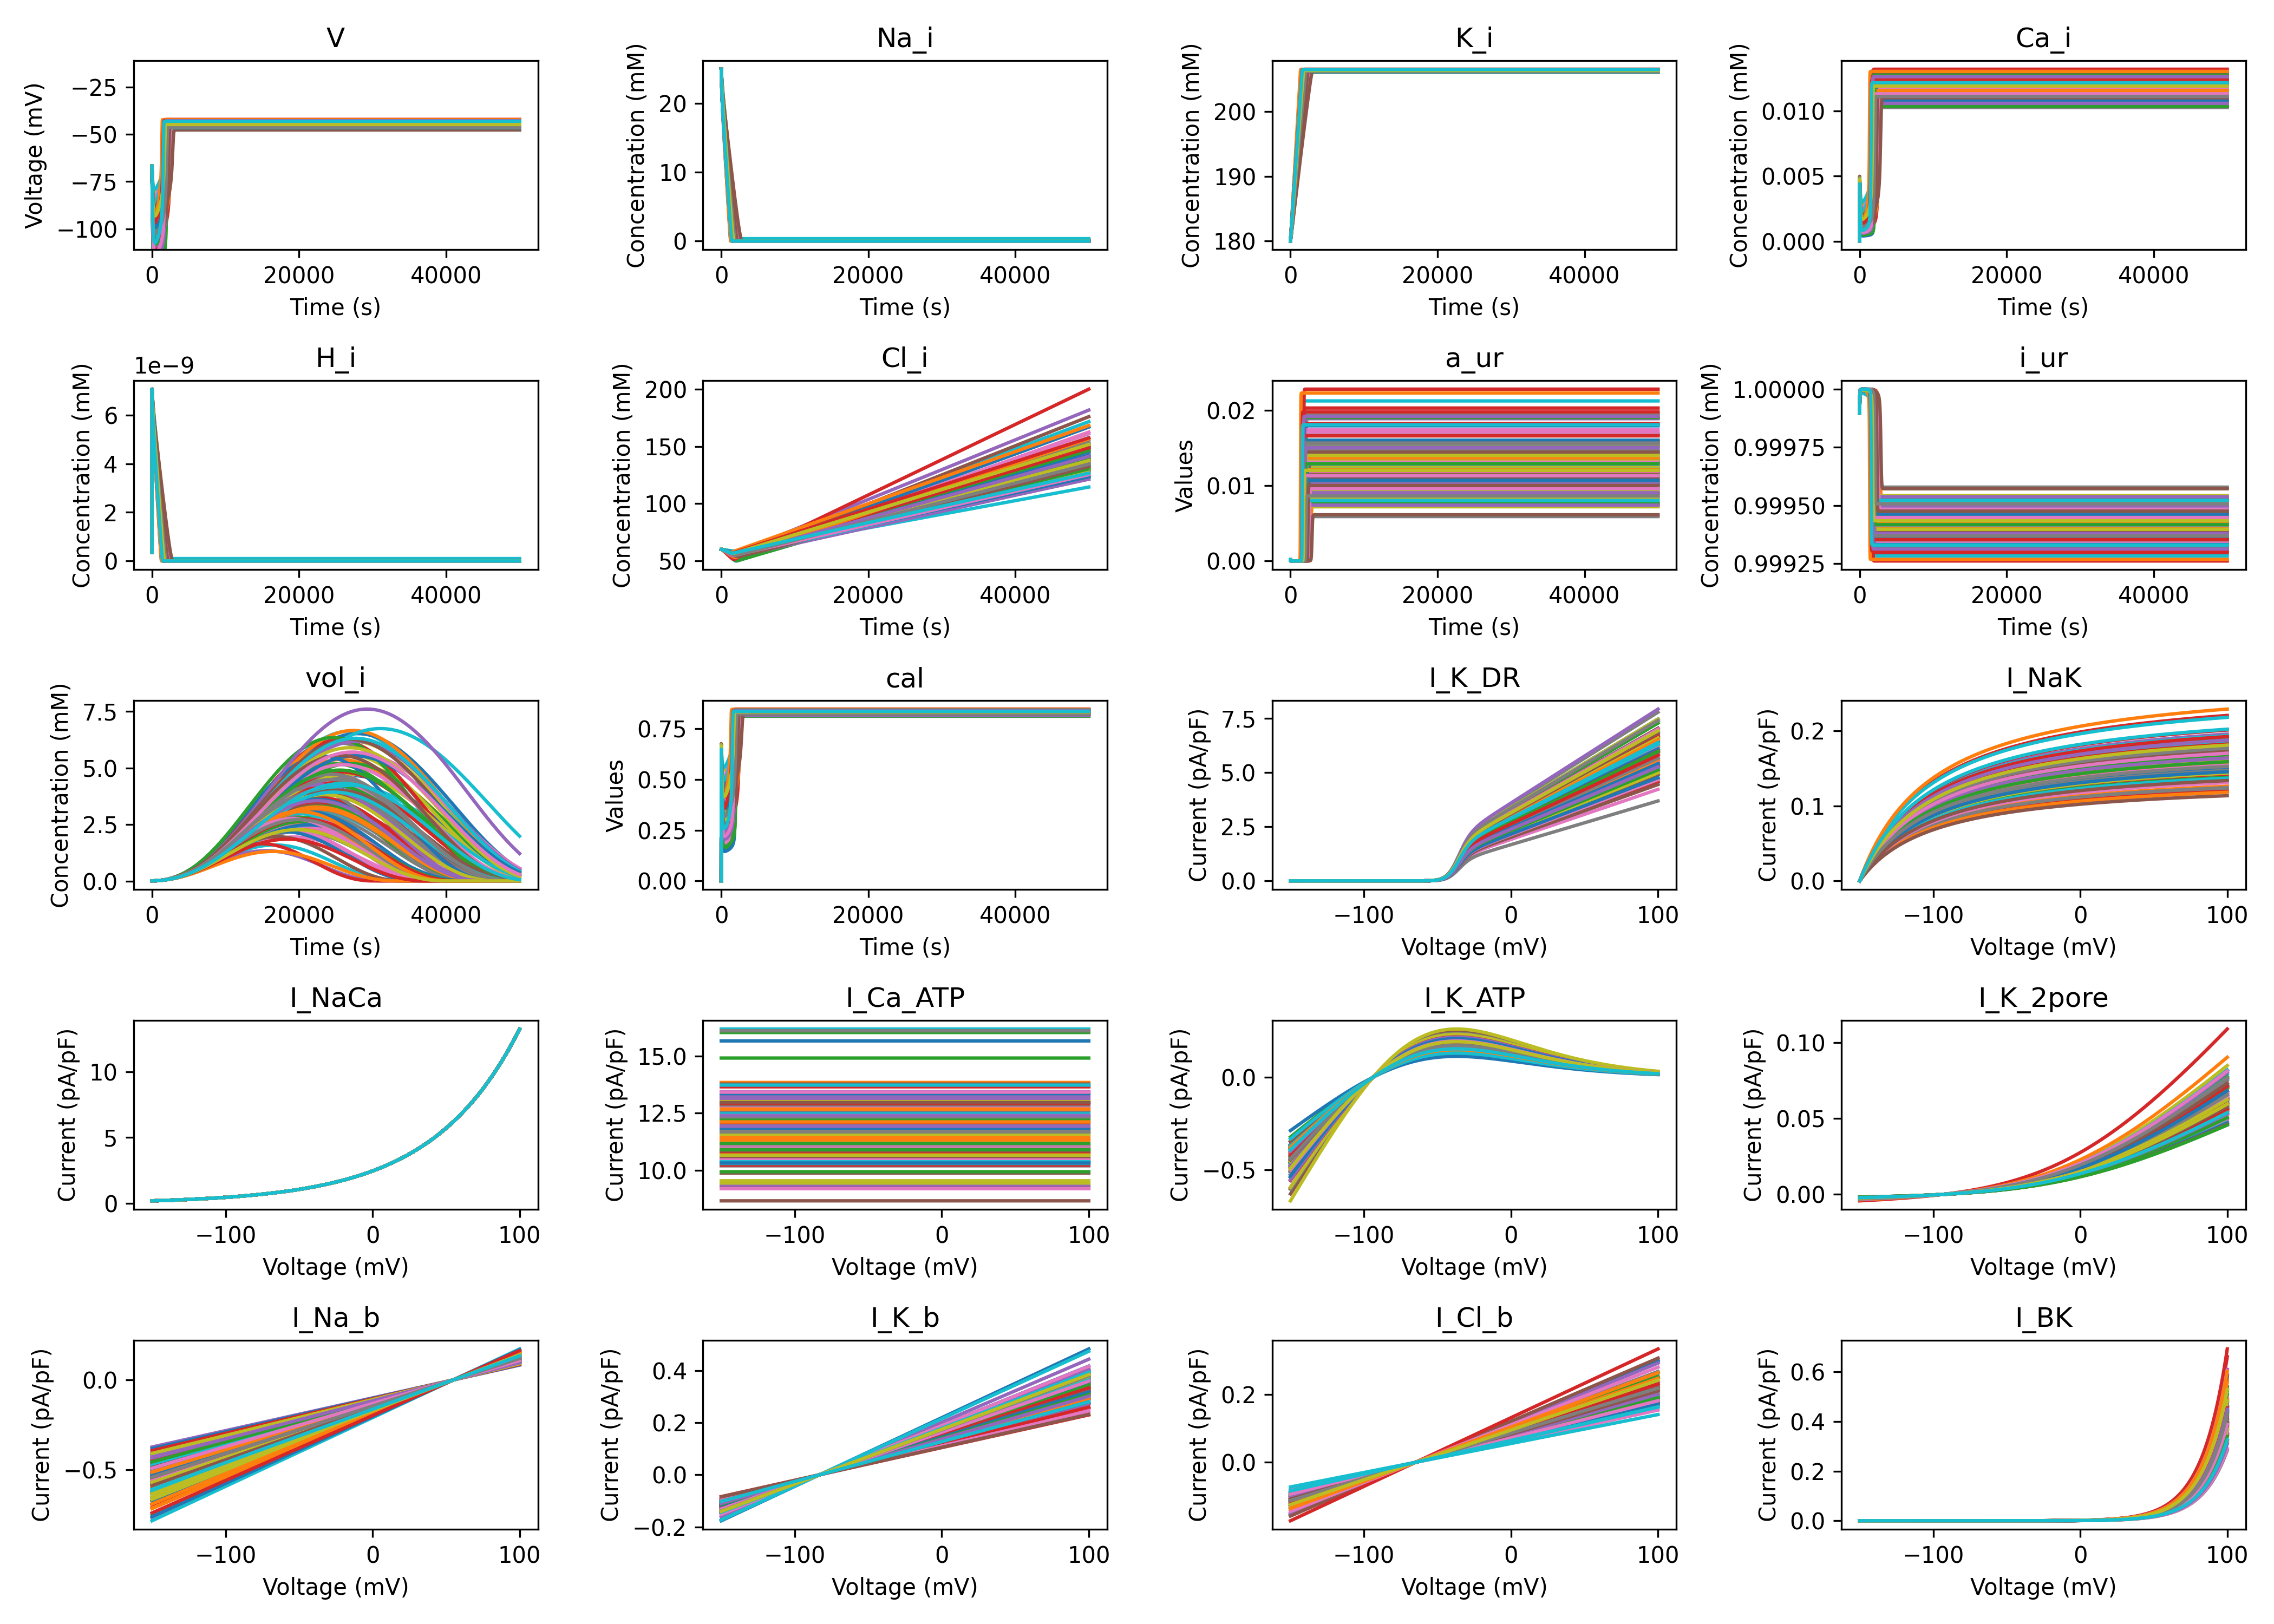 V
Voltage (mV)
−25
−50
−75
−100
0
20000
40000
Time (s)
Na_i
Concentration (mM)
20
10
0
0
20000
40000
Time (s)
K_i
Concentration (mM)
200
190
180
0
20000
40000
Time (s)
Ca_i
Concentration (mM)
0.010
0.005
0.000
0
20000
40000
Time (s)
H_i
1e−9
Concentration (mM)
6
4
2
0
0
20000
40000
Time (s)
Cl_i
Concentration (mM)
200
150
100
50
0
20000
40000
Time (s)
a_ur
Values
0.02
0.01
0.00
0
20000
40000
Time (s)
i_ur
Concentration (mM)
1.00000
0.99975
0.99950
0.99925
0
20000
40000
Time (s)
vol_i
Concentration (mM)
7.5
5.0
2.5
0.0
0
20000
40000
Time (s)
cal
Values
0.75
0.50
0.25
0.00
0
20000
40000
Time (s)
I_K_DR
Current (pA/pF)
7.5
5.0
2.5
0.0
−100
0
100
Voltage (mV)
I_NaK
Current (pA/pF)
0.2
0.1
0.0
−100
0
100
Voltage (mV)
I_NaCa
Current (pA/pF)
10
5
0
−100
0
100
Voltage (mV)
I_Ca_ATP
Current (pA/pF)
15.0
12.5
10.0
−100
0
100
Voltage (mV)
I_K_ATP
Current (pA/pF)
0.0
−0.5
−100
0
100
Voltage (mV)
I_K_2pore
Current (pA/pF)
0.10
0.05
0.00
−100
0
100
Voltage (mV)
I_Na_b
Current (pA/pF)
0.0
−0.5
−100
0
100
Voltage (mV)
I_K_b
Current (pA/pF)
0.4
0.2
0.0
−0.2
−100
0
100
Voltage (mV)
I_Cl_b
Current (pA/pF)
0.2
0.0
−100
0
100
Voltage (mV)
I_BK
Current (pA/pF)
0.6
0.4
0.2
0.0
−100
0
100
Voltage (mV)